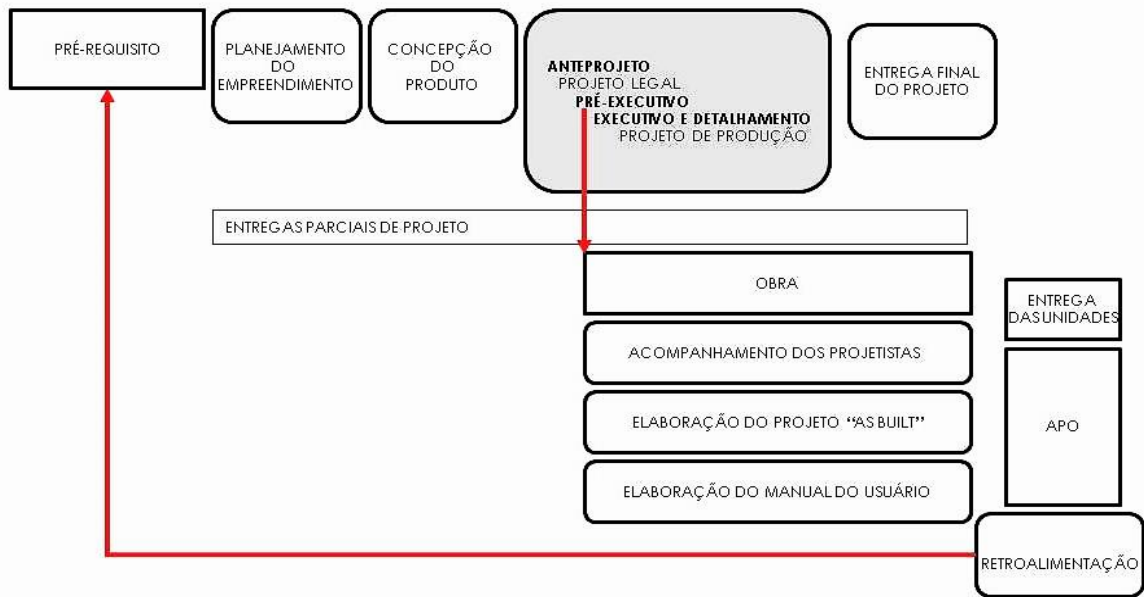 PRÉ-REQUISITO
PLANEJAMENTO
DO
EMPREENDIMENTO
CONCEPÇÃO
DO
PRODUTO
ANTEPROJETO
PROJETO LEGAL
PRÉ-EXECUTIVO
EXECUTIVO E DETALHAMENTO
PROJETO DE PRODUÇÃO
ENTREGA FINAL
DO PROJETO
ENTREGAS PARCIAIS DE PROJETO
OBRA
ACOMPANHAMENTO DOS PROJETISTAS
ELABORAÇÃO DO PROJETO “AS BUILT”
ELABORAÇÃO DO MANUAL DO USUÁRIO
ENTREGA
DAS UNIDADES
APO
RETROALIMENTAÇÃO